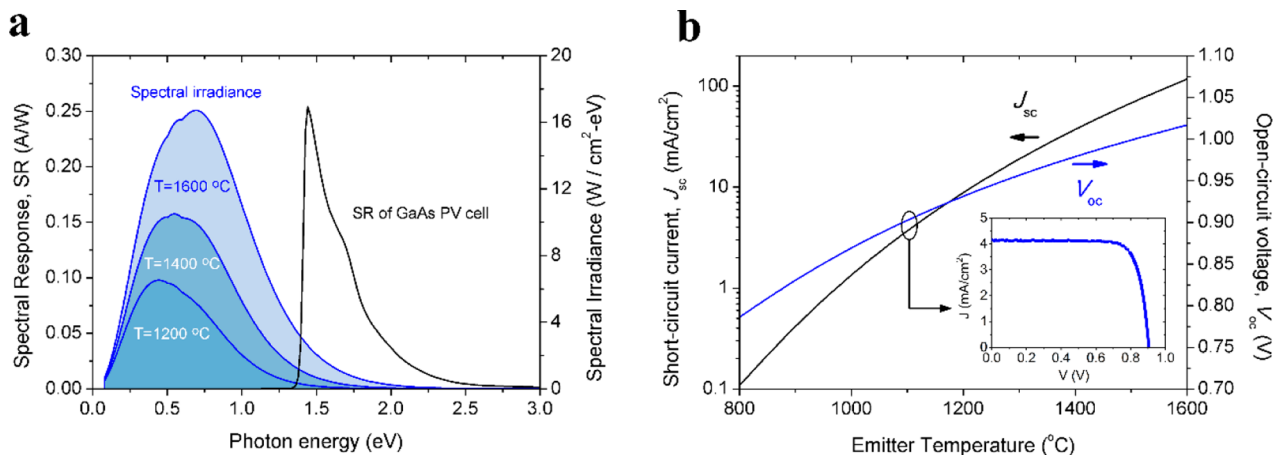 a
b
Spectral Response, SR (A/W)
0.30
0.25
0.20
0.15
0.10
0.05
0.00
Spectral irradiance
T=1600 °C
T=1400 °C
T=1200 °C
SR of GaAs PV cell
20
16
12
8
4
0
Spectral Irradiance (W / cm²-eV)
0.0 0.5 1.0 1.5 2.0 2.5 3.0
Photon energy (eV)
Short-circuit current, Jsc (mA/cm²)
100
10
1
0.1
Jsc
Voc
1.10
1.05
1.00
0.95
0.90
0.85
0.80
0.75
0.70
Open-circuit voltage, Voc (V)
J (mA/cm²)
5
4
3
2
1
0
0.0 0.2 0.4 0.6 0.8 1.0
V (V)
800 1000 1200 1400 1600
Emitter Temperature (°C)